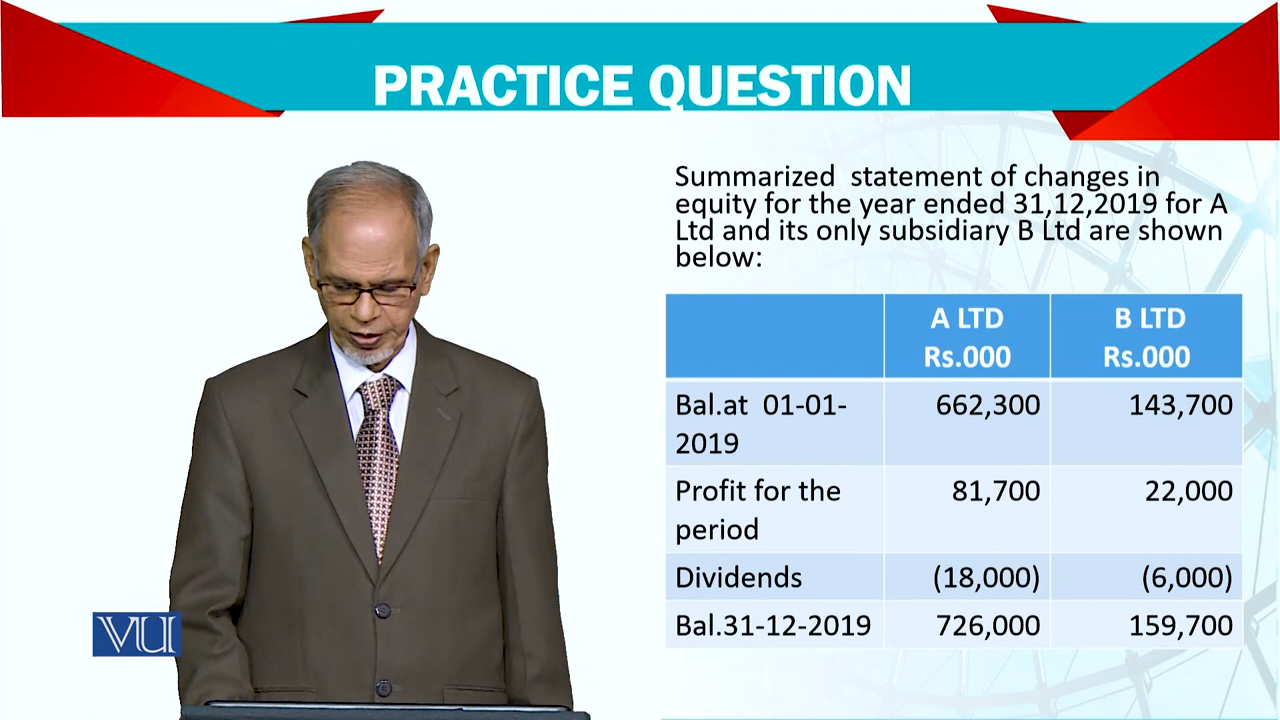 PRACTICE QUESTION
Summarized statement of changes in
equity for the year ended 31,12,2019 for A
Ltd and its only subsidiary B Ltd are shown
below:
A LTD B LTD
Rs.000 Rs.000
Bal.at 01-01- 662,300 143,700
2019
Profit for the 81,700 22,000
period
Dividends (18,000) (6,000)
Bal.31-12-2019 726,000 159,700
VU